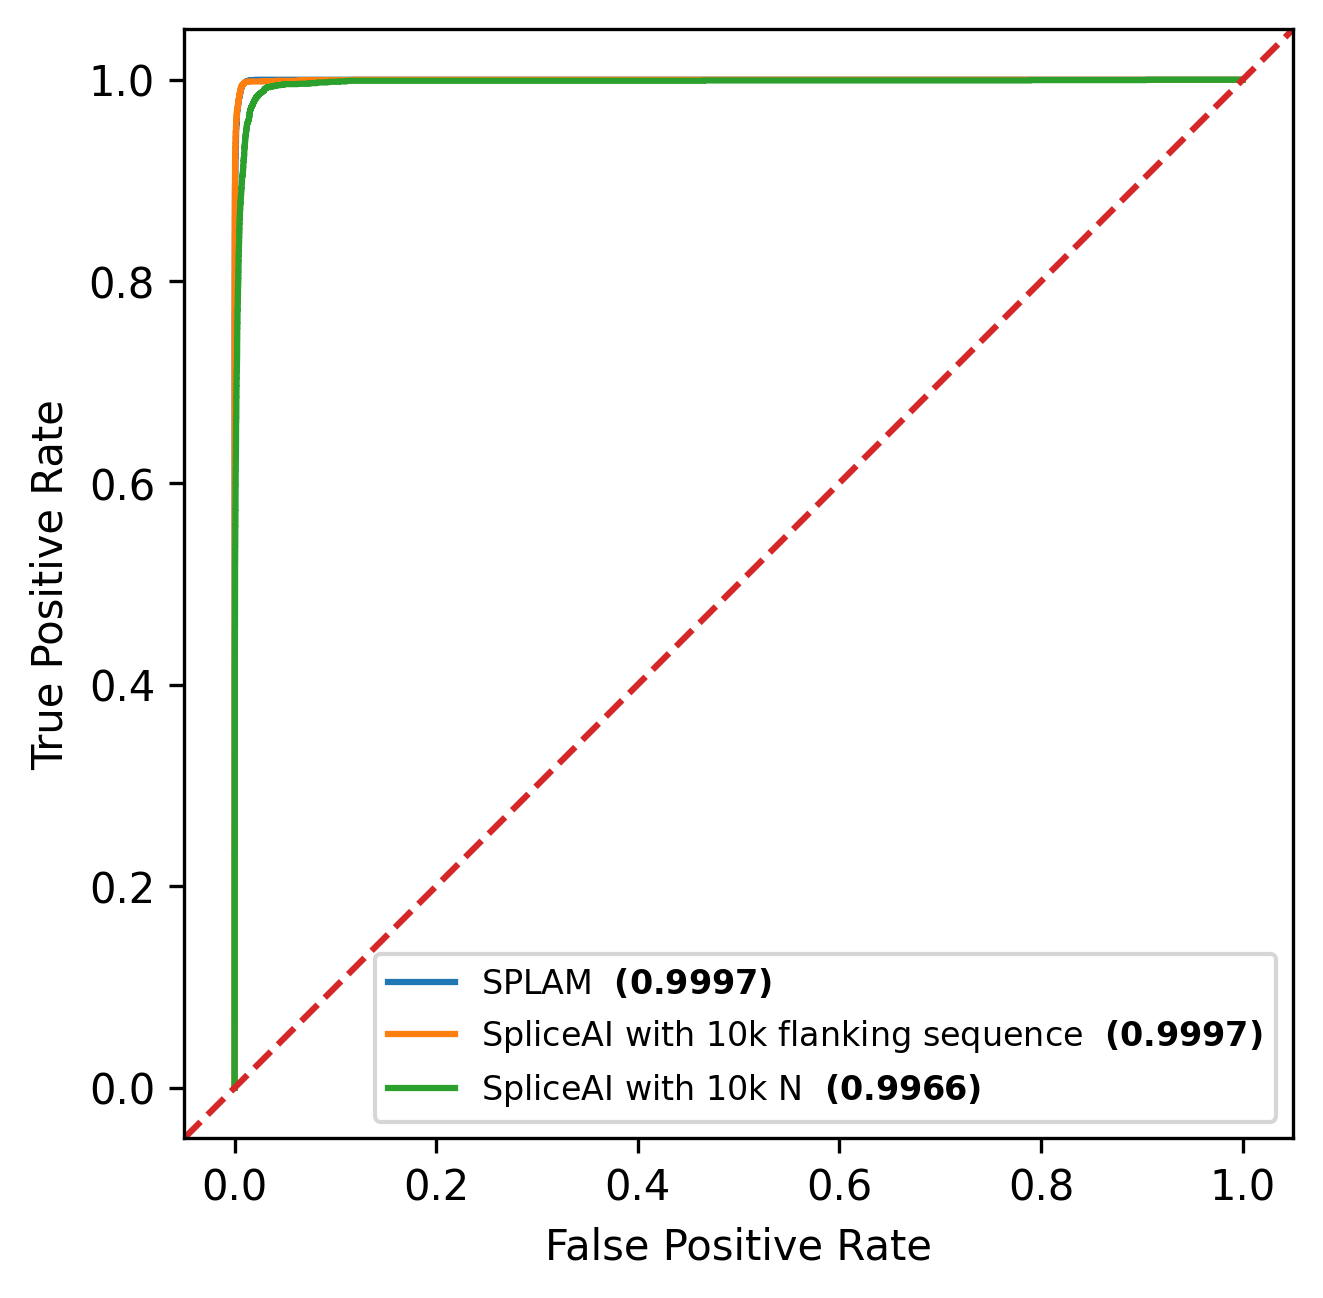 1.0
0.8
0.6
0.4
0.2
0.0
True Positive Rate
SPLAM (0.9997)
SpliceAI with 10k flanking sequence (0.9997)
SpliceAI with 10k N (0.9966)
0.0 0.2 0.4 0.6 0.8 1.0
False Positive Rate